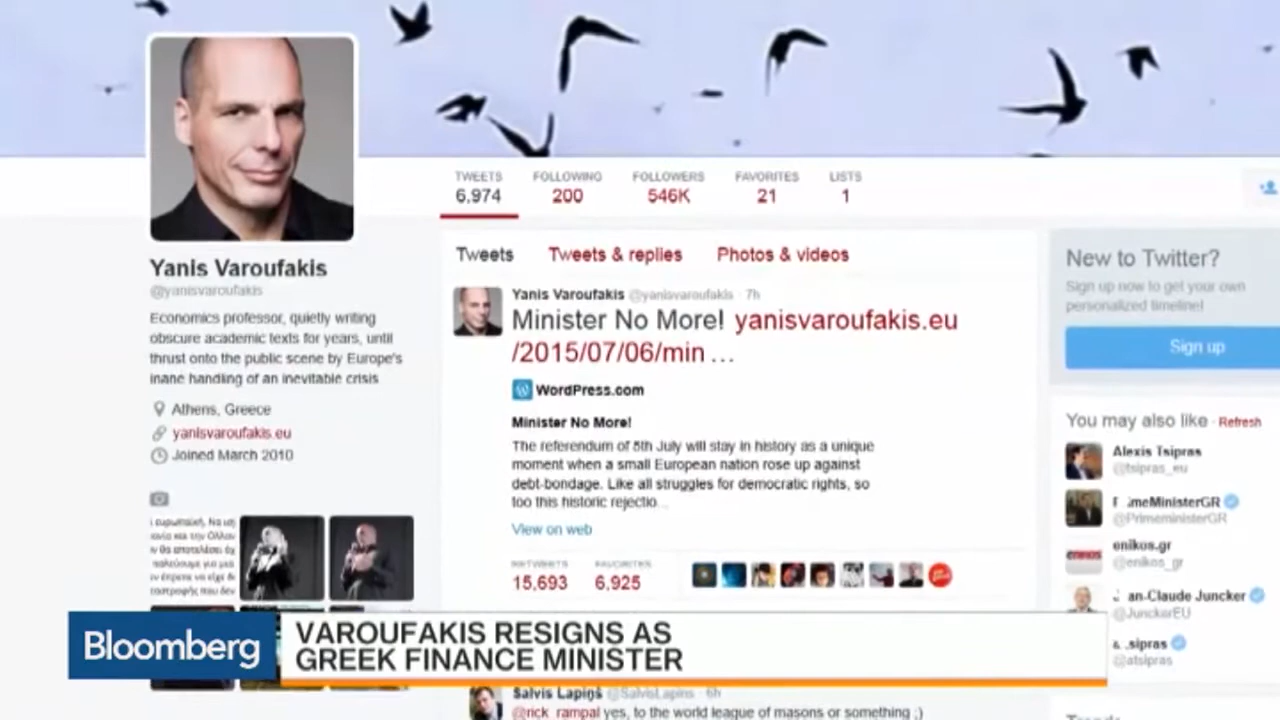 TWEETS FOLLOWING FOLLOWERS FAVORITES LISTS
6,974 200 546K 21 1
Yanis Varoufakis
@yanisvaroufakis
Economics professor, quietly writing
obscure academic texts for years, until
thrust onto the public scene by Europe's
inane handling of an inevitable crisis
Athens, Greece
yanisvaroufakis.eu
Joined March 2010
Tweets Tweets & replies Photos & videos
Yanis Varoufakis @yanisvaroufakis · 7h
Minister No More! yanisvaroufakis.eu
/2015/07/06/min …
WordPress.com
Minister No More!
The referendum of 5th July will stay in history as a unique
moment when a small European nation rose up against
debt-bondage. Like all struggles for democratic rights, so
too this historic rejectio...
View on web
RETWEETS FAVORITES
15,693 6,925
New to Twitter?
Sign up now to get your own
personalized timeline!
Sign up
You may also like · Refresh
Alexis Tsipras
@tsipras_eu
meMinisterGR
@PrimeministerGR
enikos.gr
@enikos_gr
an-Claude Juncker
@JunckerEU
.sipras
@atsipras
Bloomberg
VAROUFAKIS RESIGNS AS
GREEK FINANCE MINISTER
Salvis Lapiņš @SalvisLapins · 6h
@rick_rampal yes, to the world league of masons or something ;)